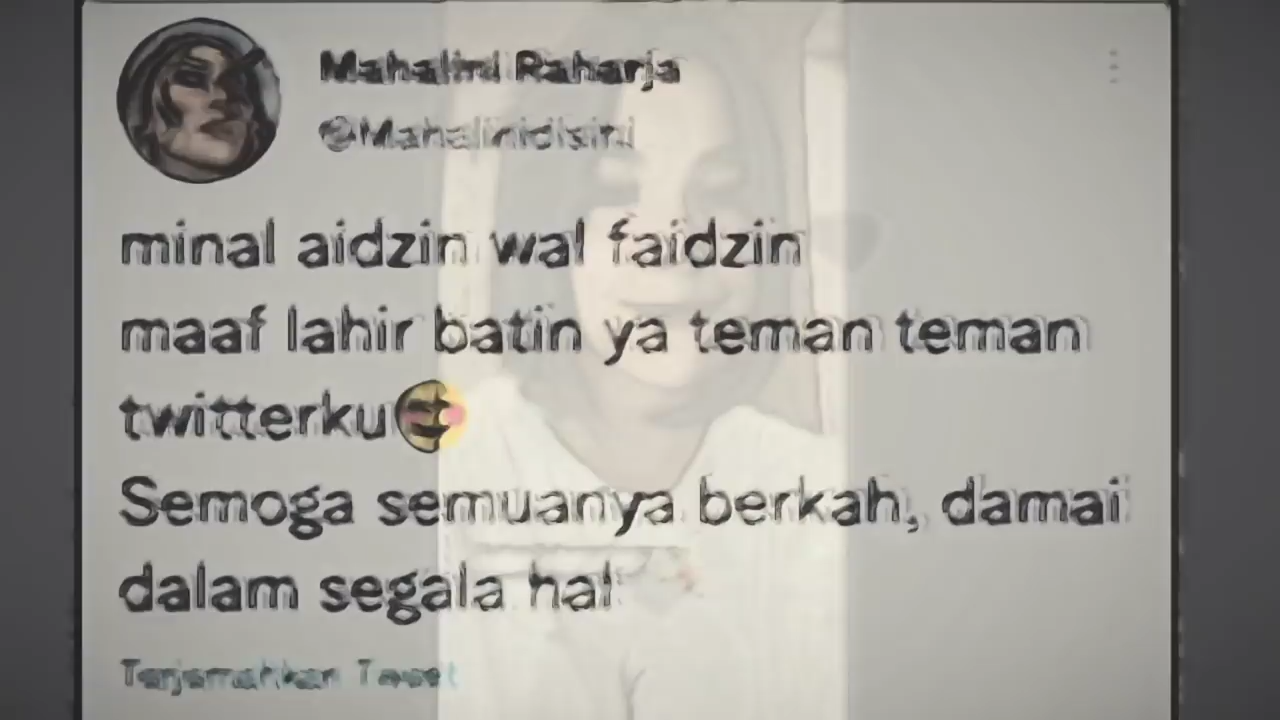 Mahalini Raharja
@Mahalinidisini
minal aidzin wal faidzin
maaf lahir batin ya teman teman
twitterku
Semoga semuanya berkah, damai
dalam segala hal
Terjemahkan Tweet